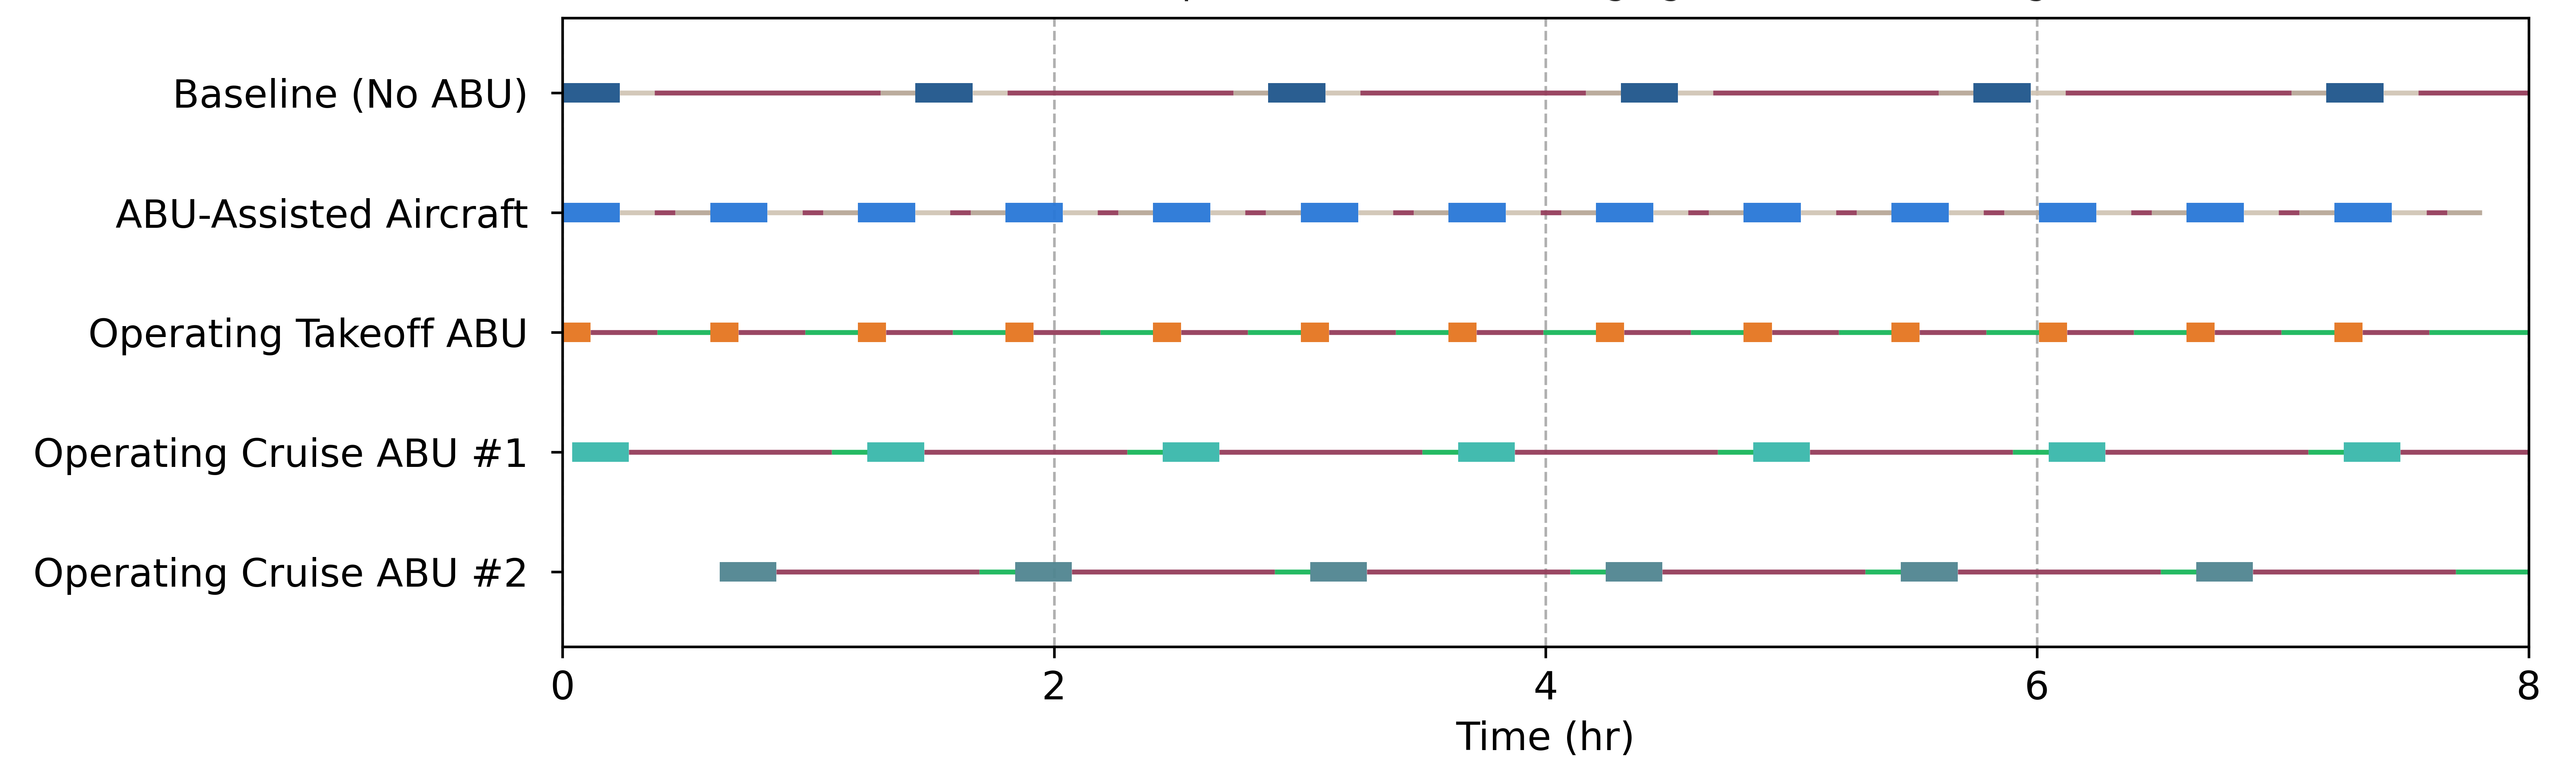 Baseline (No ABU)
ABU-Assisted Aircraft
Operating Takeoff ABU
Operating Cruise ABU #1
Operating Cruise ABU #2
0 2 4 6 8
Time (hr)